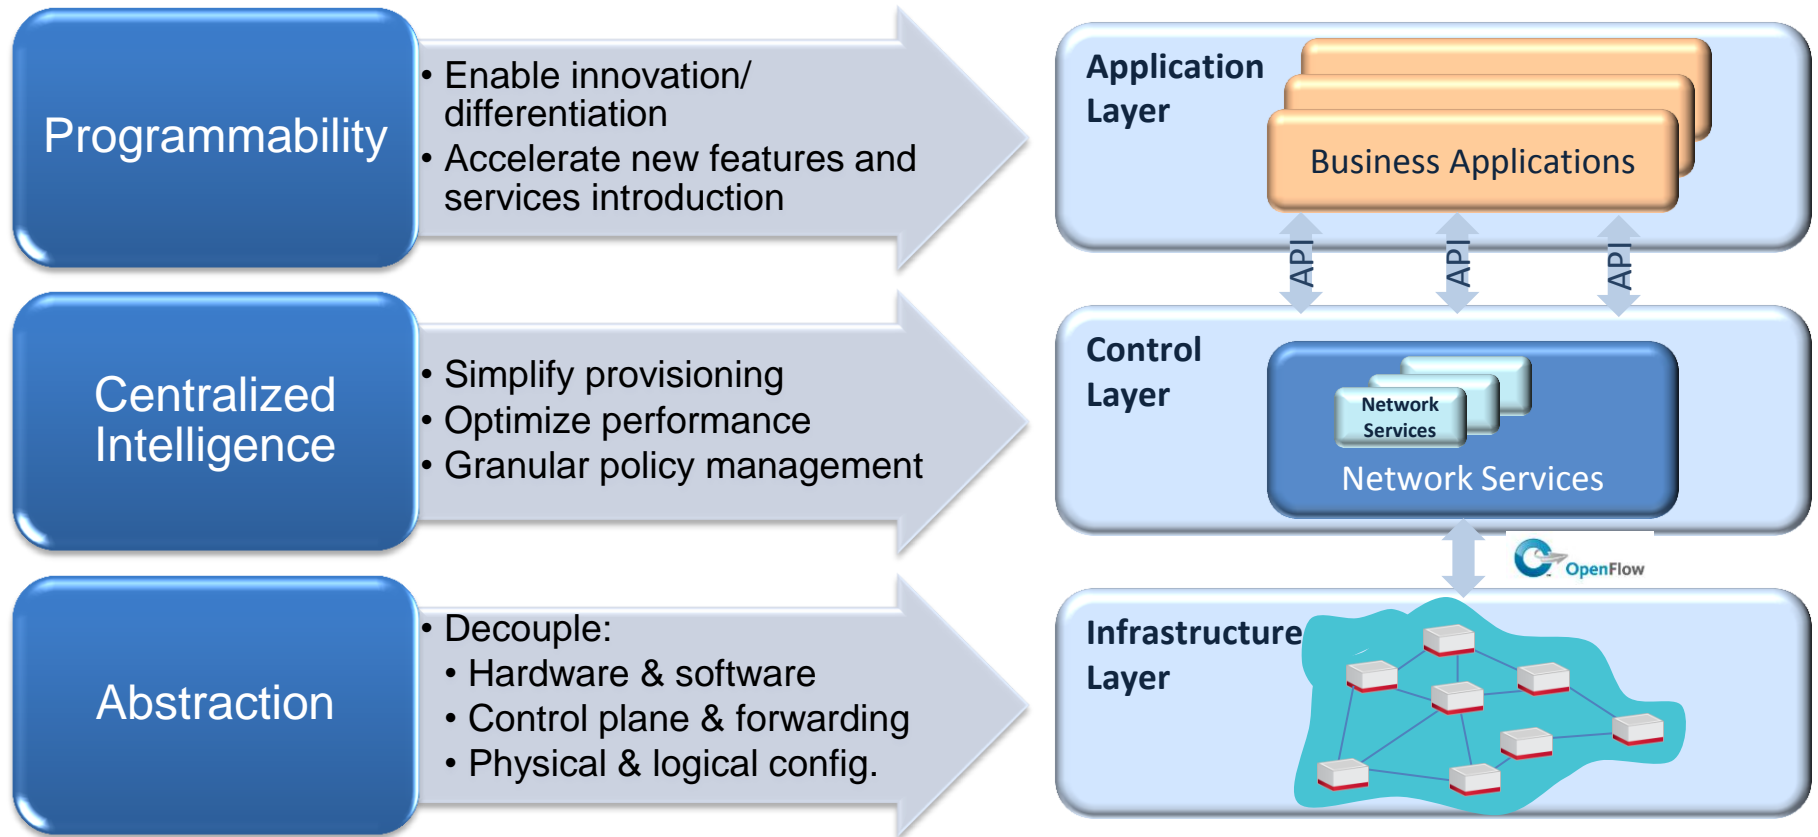 Programmability
• Enable innovation/
differentiation
• Accelerate new features and
services introduction
Application
Layer
Business Applications
API
API
API
Centralized
Intelligence
• Simplify provisioning
• Optimize performance
• Granular policy management
Control
Layer
Network
Services
Network Services
OpenFlow
Abstraction
• Decouple:
• Hardware & software
• Control plane & forwarding
• Physical & logical config.
Infrastructure
Layer